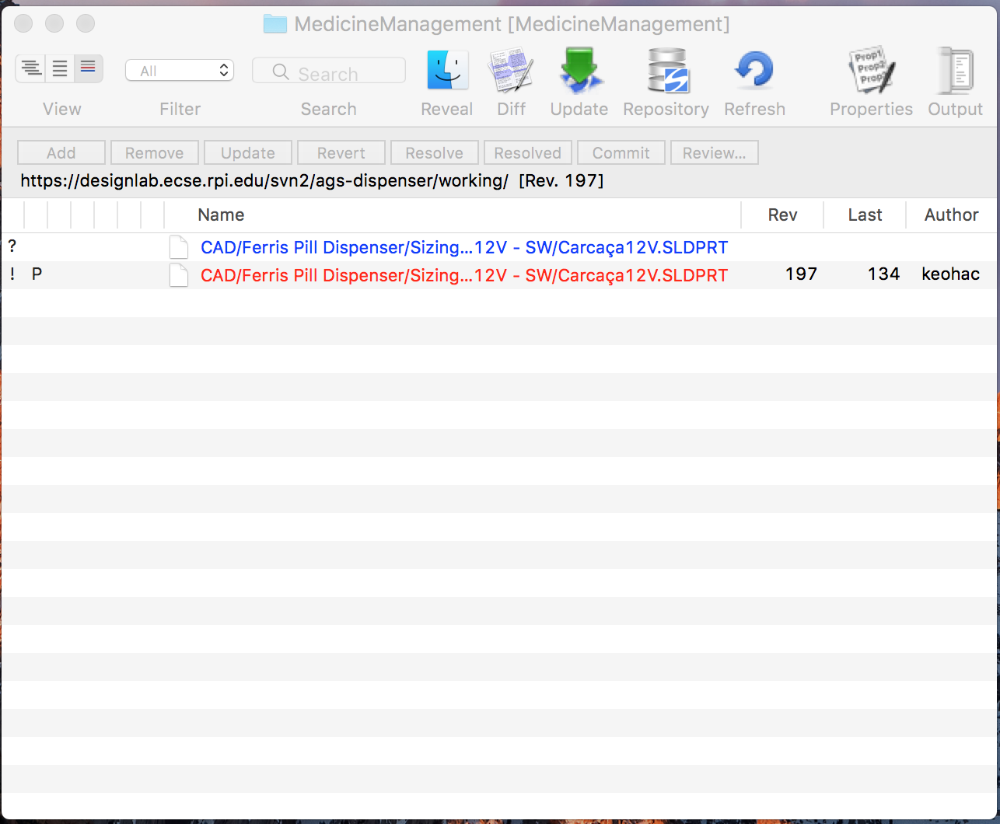 MedicineManagement [MedicineManagement]
All
Search
Prop1
Prop2
Prop3
View Filter Search Reveal Diff Update Repository Refresh Properties Output
Add Remove Update Revert Resolve Resolved Commit Review...
https://designlab.ecse.rpi.edu/svn2/ags-dispenser/working/ [Rev. 197]
Name Rev Last Author
? CAD/Ferris Pill Dispenser/Sizing...12V - SW/Carcaça12V.SLDPRT
! P CAD/Ferris Pill Dispenser/Sizing...12V - SW/Carcaça12V.SLDPRT 197 134 keohac